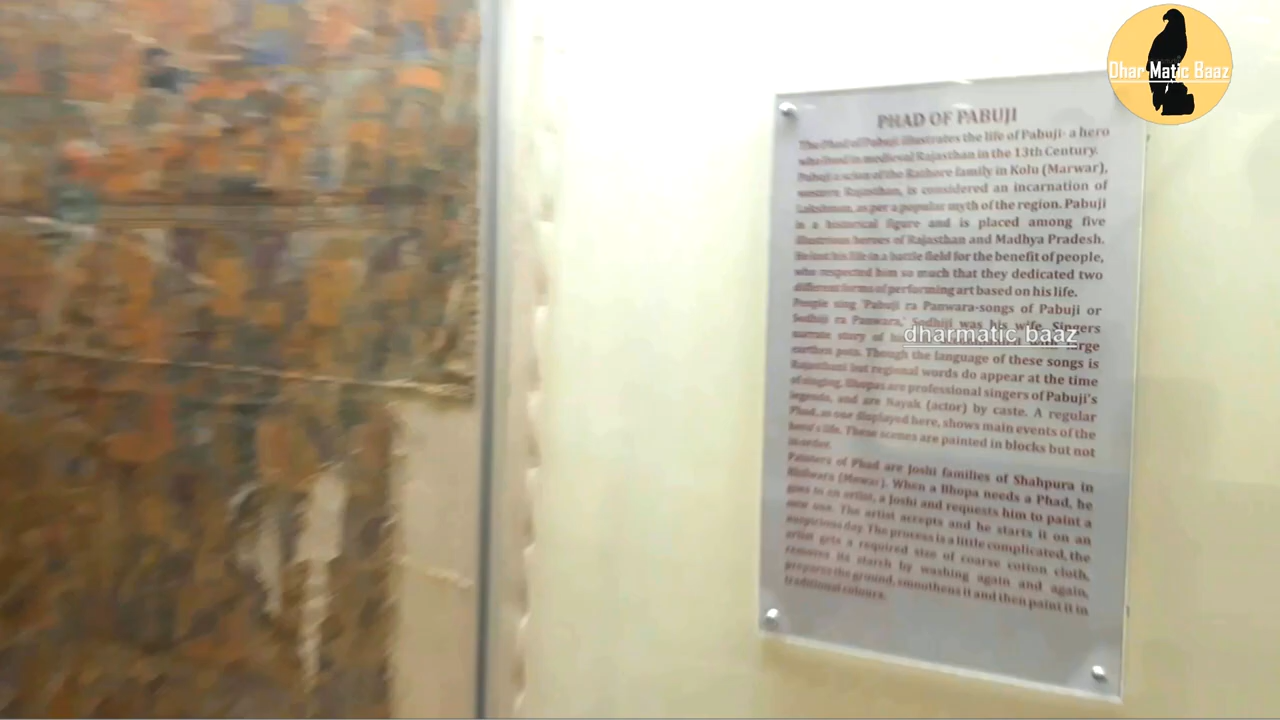 Dhar Matic Baaz
PHAD OF PABUJI
The Phad of Pabuji illustrates the life of Pabuji- a hero
who lived in medieval Rajasthan in the 13th Century.
Pabuji a scion of the Rathore family in Kolu (Marwar),
western Rajasthan, is considered an incarnation of
Lakshman, as per a popular myth of the region. Pabuji
is a historical figure and is placed among five
illustrious heroes of Rajasthan and Madhya Pradesh.
He lost his life in a battle field for the benefit of people,
who respected him so much that they dedicated two
different forms of performing art based on his life.
People sing 'Pabuji ra Panwara-songs of Pabuji or
Sodhiji ra Panwara,' Sodhiji was his wife. Singers
narrate story of large
dharmatic baaz
earthen pots. Though the language of these songs is
Rajasthani but regional words do appear at the time
of singing. Bhopas are professional singers of Pabuji's
legends, and are Nayak (actor) by caste. A regular
Phad, as one displayed here, shows main events of the
hero's life. These scenes are painted in blocks but not
in order.
Painters of Phad are Joshi families of Shahpura in
Bhilwara (Mewar). When a Bhopa needs a Phad, he
goes to an artist, a Joshi and requests him to paint a
new one. The artist accepts and he starts it on an
auspicious day. The process is a little complicated, the
artist gets a required size of coarse cotton cloth,
removes its starch by washing again and again,
prepares the ground, smoothens it and then paint it in
traditional colours.